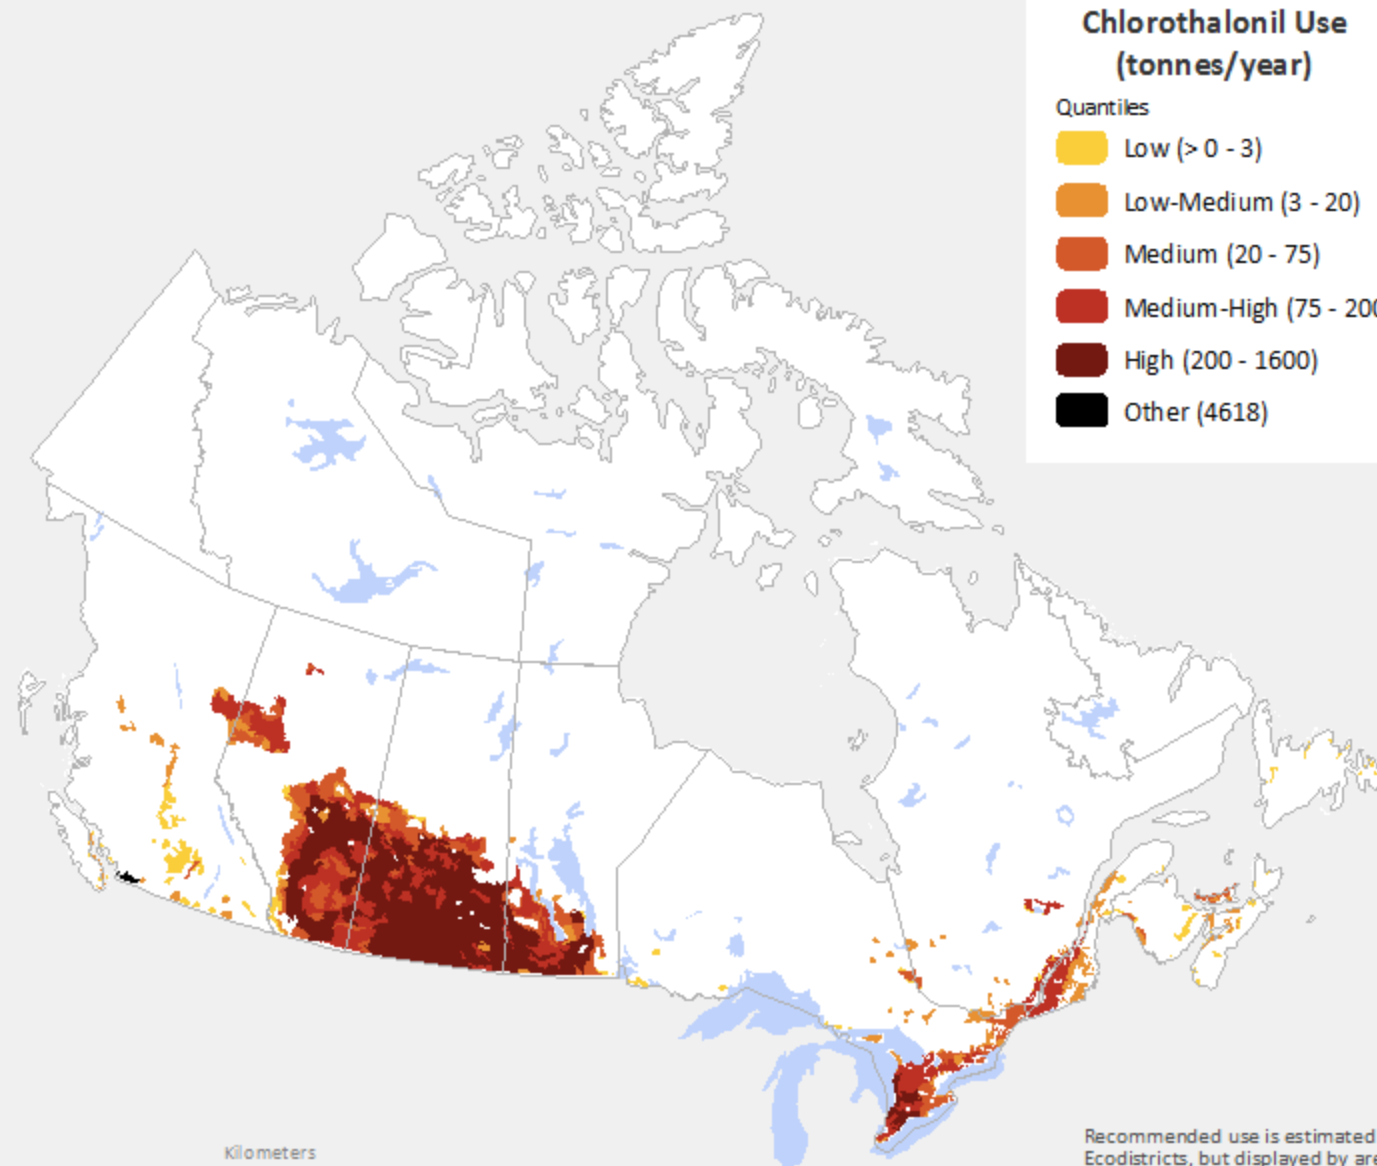 Chlorothalonil Use
(tonnes/year)
Quantiles
Low (> 0 - 3)
Low-Medium (3 - 20)
Medium (20 - 75)
Medium-High (75 - 200
High (200 - 1600)
Other (4618)
Kilometers
Recommended use is estimated
Ecodistricts, but displayed by are